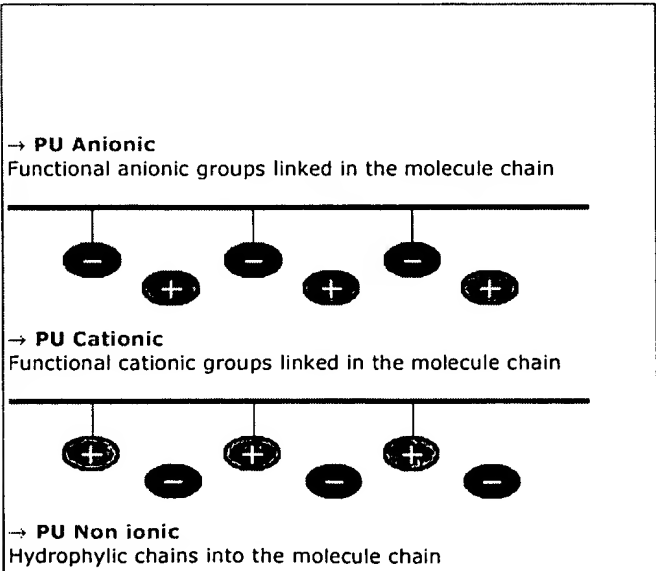 → PU Anionic
Functional anionic groups linked in the molecule chain
− − −
+ + +
→ PU Cationic
Functional cationic groups linked in the molecule chain
+ + +
− − −
→ PU Non ionic
Hydrophylic chains into the molecule chain